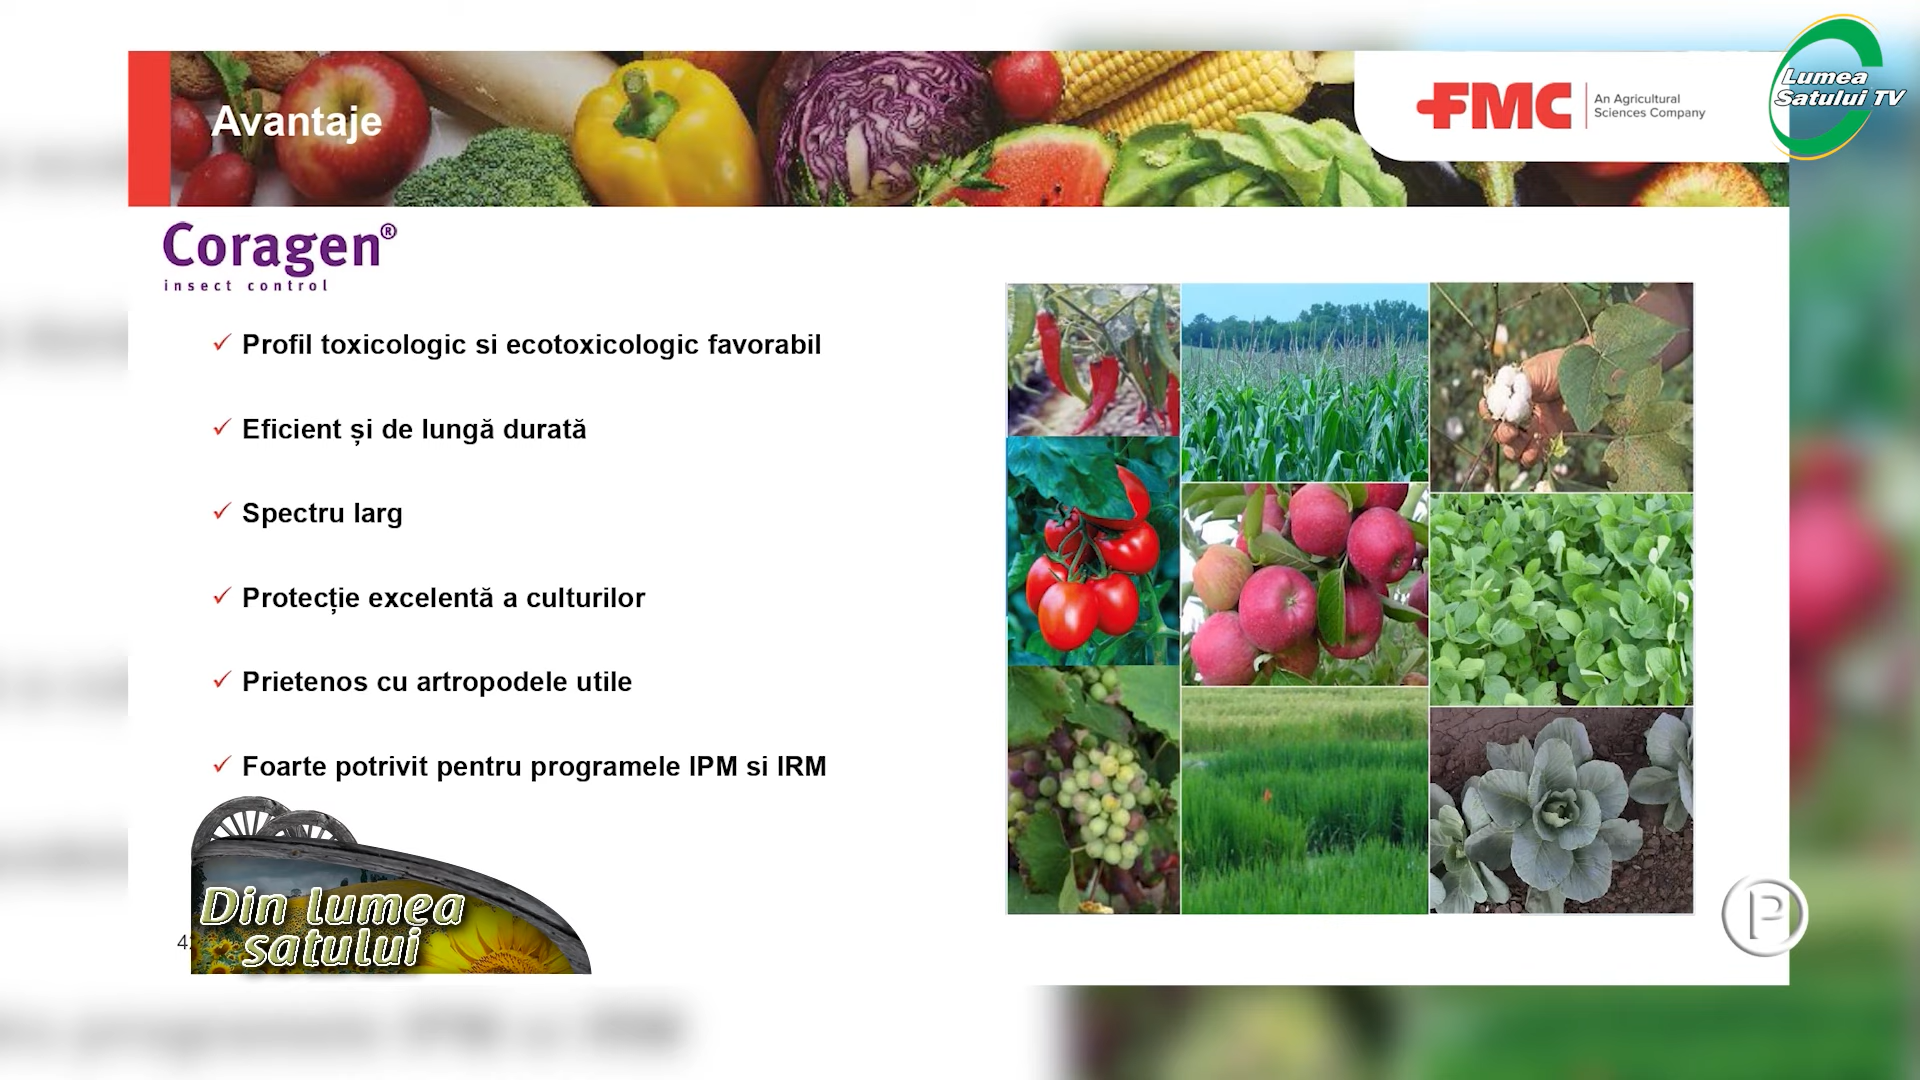 Lumea
Satului TV
Avantaje
FMC
An Agricultural
Sciences Company
Coragen®
insect control
Profil toxicologic si ecotoxicologic favorabil
Eficient și de lungă durată
Spectru larg
Protecție excelentă a culturilor
Prietenos cu artropodele utile
Foarte potrivit pentru programele IPM si IRM
Din lumea
satului
P